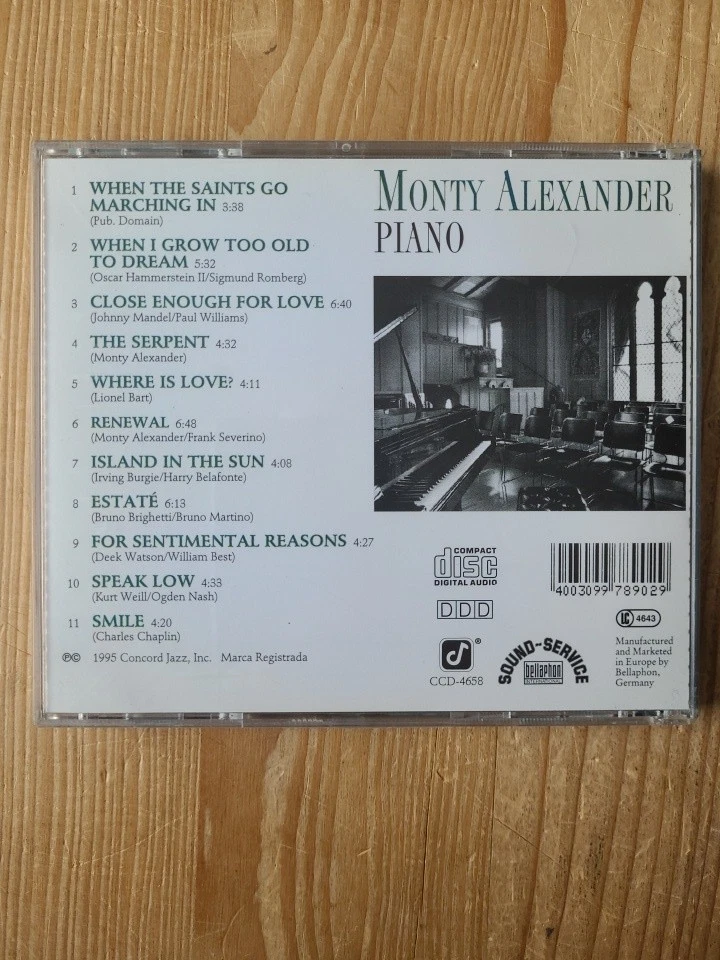 1 WHEN THE SAINTS GO
MARCHING IN 3:38
(Pub. Domain)
2 WHEN I GROW TOO OLD
TO DREAM 5:32
(Oscar Hammerstein II/Sigmund Romberg)
3 CLOSE ENOUGH FOR LOVE 6:40
(Johnny Mandel/Paul Williams)
4 THE SERPENT 4:32
(Monty Alexander)
5 WHERE IS LOVE? 4:11
(Lionel Bart)
6 RENEWAL 6:48
(Monty Alexander/Frank Severino)
7 ISLAND IN THE SUN 4:08
(Irving Burgie/Harry Belafonte)
8 ESTATÉ 6:13
(Bruno Brighetti/Bruno Martino)
9 FOR SENTIMENTAL REASONS 4:27
(Deek Watson/William Best)
10 SPEAK LOW 4:33
(Kurt Weill/Ogden Nash)
11 SMILE 4:20
(Charles Chaplin)
℗© 1995 Concord Jazz, Inc. Marca Registrada
MONTY ALEXANDER
PIANO
COMPACT
disc
DIGITAL AUDIO
DDD
4003099 789029
LC 4643
®
CCD-4658
SOUND-SERVICE
bellaphon
Manufactured
and Marketed
in Europe by
Bellaphon,
Germany